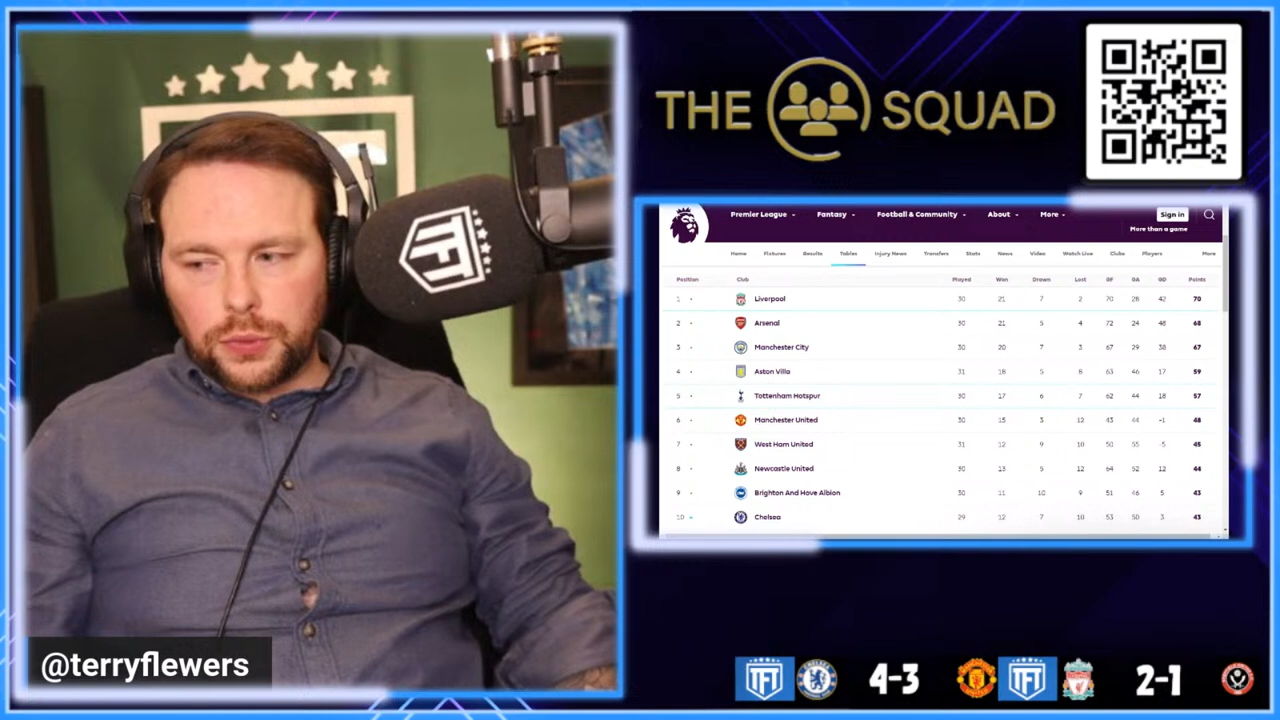 THE SQUAD
TFT
@terryflewers
Premier League Fantasy Football & Community About More Sign in
More than a game
Home Fixtures Results Tables Injury News Transfers Stats News Video Watch Live Clubs Players More
Position Club Played Won Drawn Lost GF GA GD Points
1 Liverpool 30 21 7 2 70 28 42 70
2 Arsenal 30 21 5 4 72 24 48 68
3 Manchester City 30 20 7 3 67 29 38 67
4 Aston Villa 31 18 5 8 63 46 17 59
5 Tottenham Hotspur 30 17 6 7 62 44 18 57
6 Manchester United 30 15 3 12 43 44 -1 48
7 West Ham United 31 12 9 10 50 55 -5 45
8 Newcastle United 30 13 5 12 64 52 12 44
9 Brighton And Hove Albion 30 11 10 9 51 46 5 43
10 Chelsea 29 12 7 10 53 50 3 43
TFT 4-3 TFT 2-1